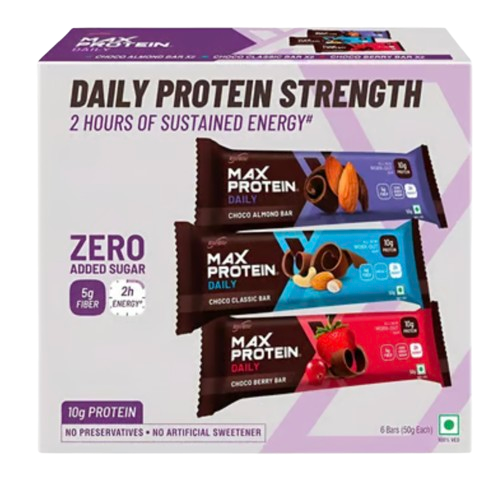 MAX
PROTEIN
DAILY
CHOCO ALMOND BAR X2
CHOCO CLASSIC BAR X2
CHOCO BERRY BAR X2
DAILY PROTEIN STRENGTH
2 HOURS OF SUSTAINED ENERGY#
MAX
PROTEIN
DAILY
CHOCO ALMOND BAR
10g
PROTEIN
ZERO
ADDED SUGAR
5g
FIBER
2h
ENERGY#
MAX
PROTEIN
DAILY
CHOCO CLASSIC BAR
10g
PROTEIN
MAX
PROTEIN
DAILY
CHOCO BERRY BAR
10g
PROTEIN
10g PROTEIN
NO PRESERVATIVES • NO ARTIFICIAL SWEETENER
6 Bars (50g Each)
100% VEG